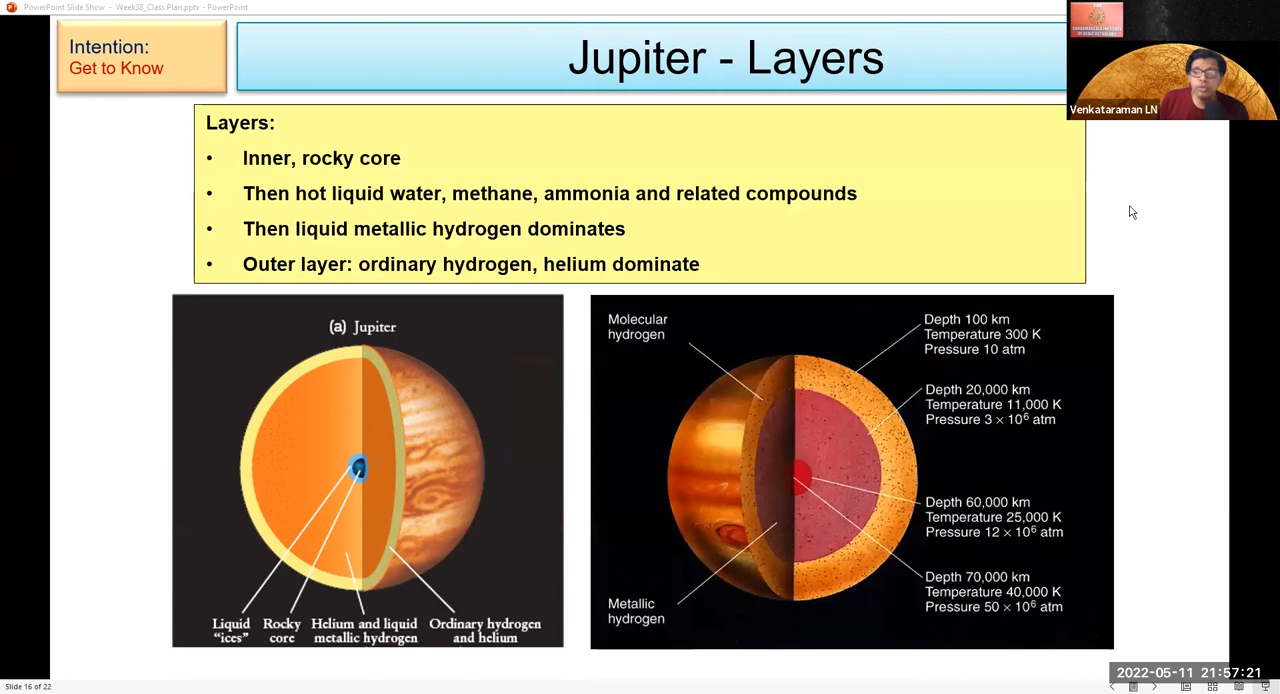 PowerPoint Slide Show - Week38_Class Plan.pptx - PowerPoint
Intention:
Get to Know
Jupiter - Layers
Venkataraman LN
Layers:
• Inner, rocky core
• Then hot liquid water, methane, ammonia and related compounds
• Then liquid metallic hydrogen dominates
• Outer layer: ordinary hydrogen, helium dominate
(a) Jupiter
Liquid
"ices"
Rocky
core
Helium and liquid
metallic hydrogen
Ordinary hydrogen
and helium
Molecular
hydrogen
Metallic
hydrogen
Depth 100 km
Temperature 300 K
Pressure 10 atm
Depth 20,000 km
Temperature 11,000 K
Pressure 3 × 10⁶ atm
Depth 60,000 km
Temperature 25,000 K
Pressure 12 × 10⁶ atm
Depth 70,000 km
Temperature 40,000 K
Pressure 50 × 10⁶ atm
2022-05-11 21:57:21
Slide 16 of 22